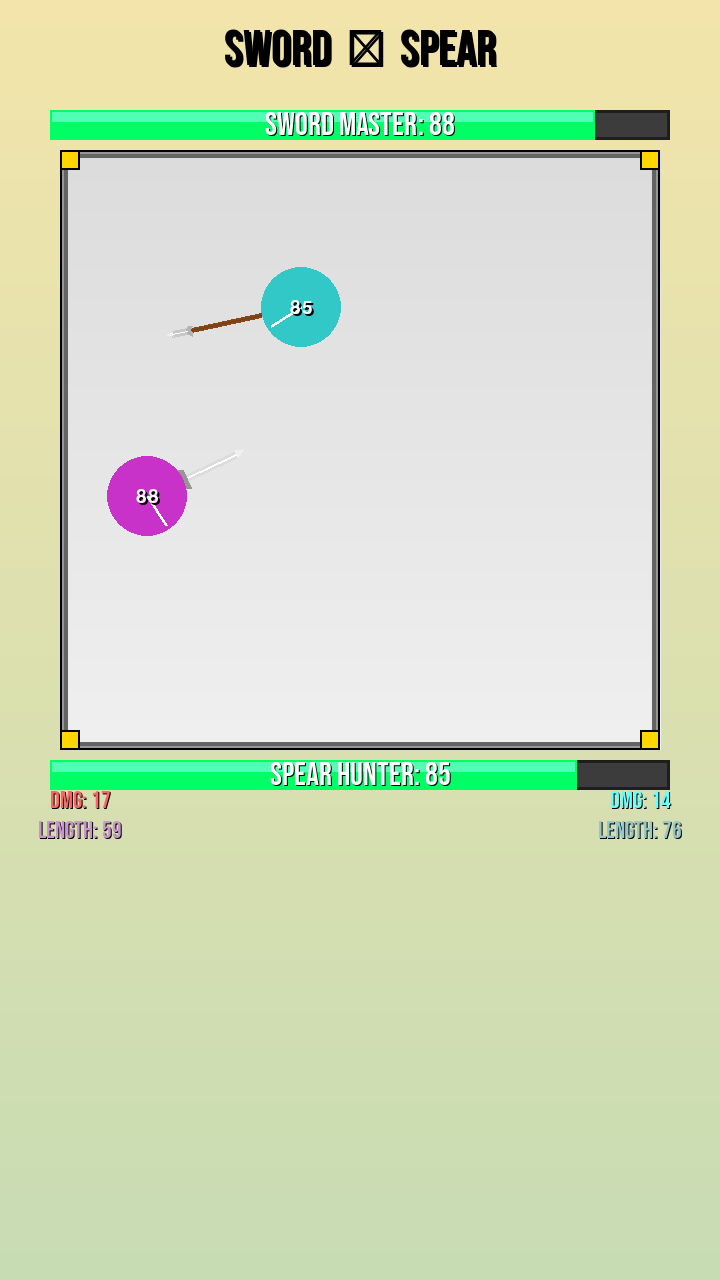 SWORD ☒ SPEAR
SWORD MASTER: 88
85
88
SPEAR HUNTER: 85
DMG: 17
DMG: 14
LENGTH: 59
LENGTH: 76